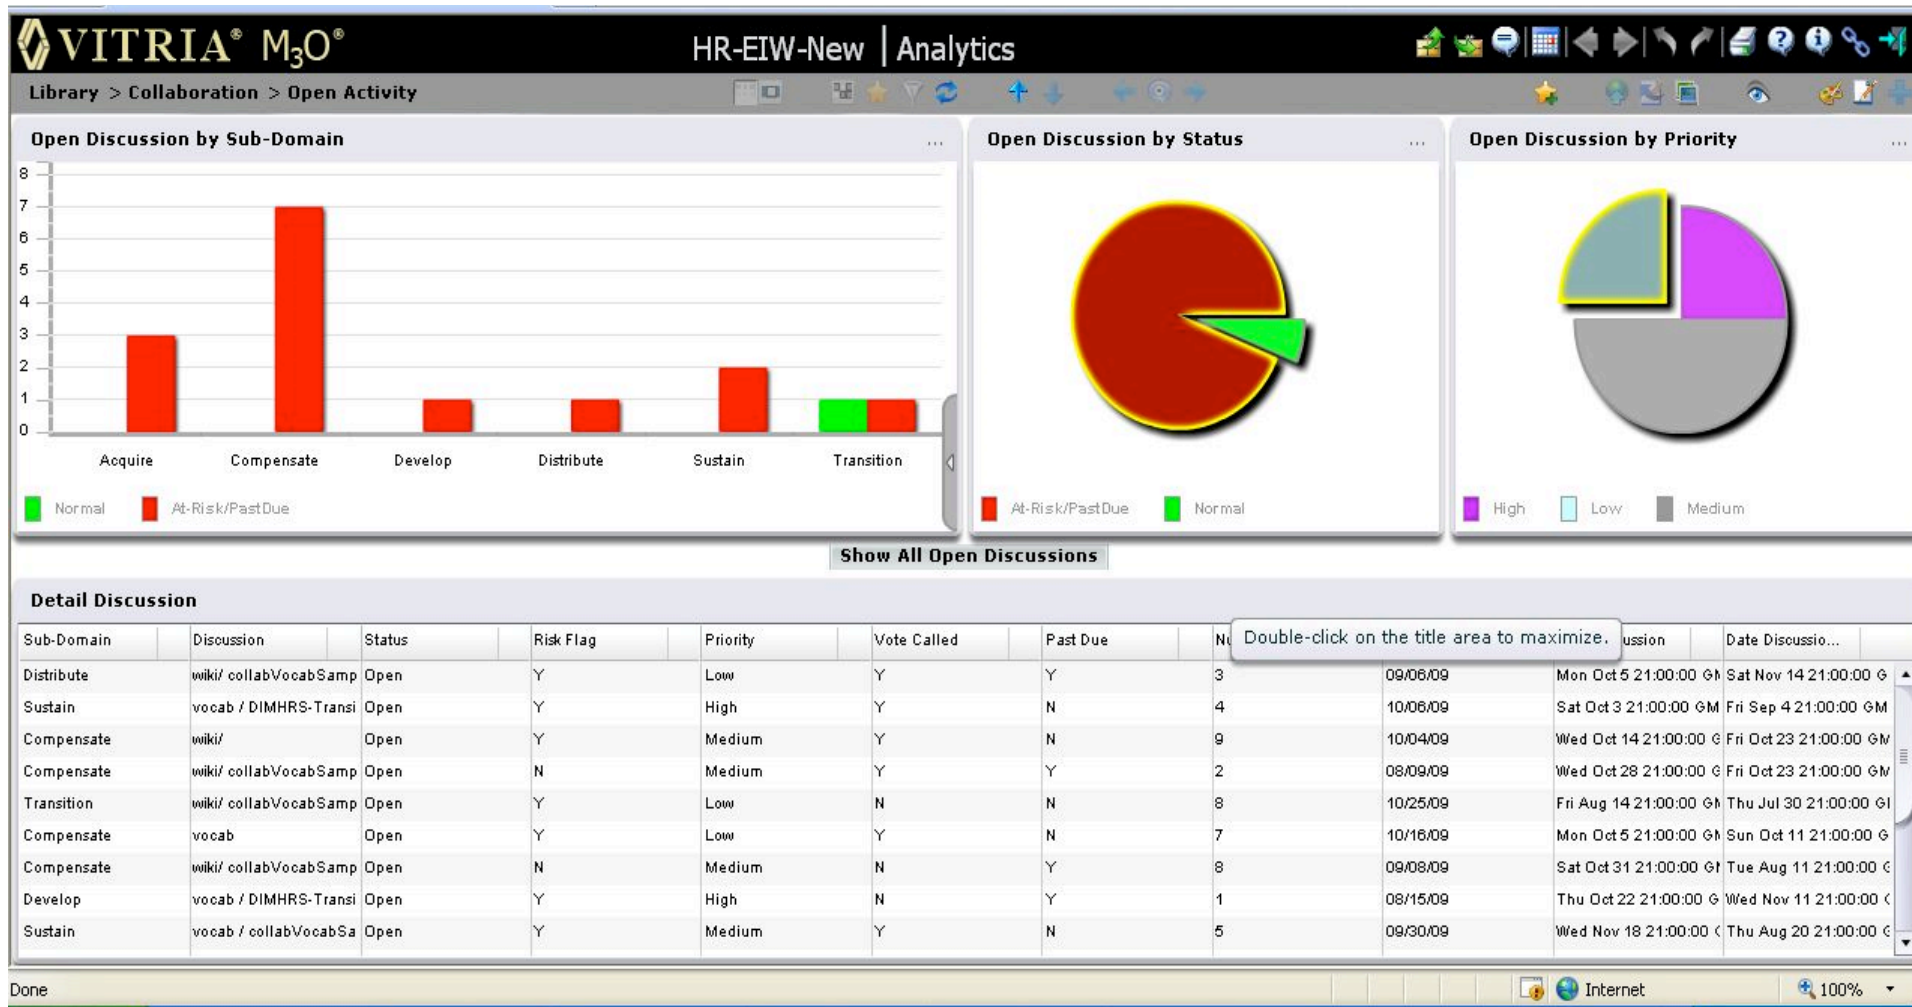 VITRIA® M3O®
HR-EIW-New | Analytics
Library > Collaboration > Open Activity
Open Discussion by Sub-Domain ...
8
7
6
5
4
3
2
1
0
Acquire Compensate Develop Distribute Sustain Transition
Normal At-Risk/PastDue
Open Discussion by Status ...
At-Risk/PastDue Normal
Open Discussion by Priority ...
High Low Medium
Show All Open Discussions
Detail Discussion
Sub-Domain Discussion Status Risk Flag Priority Vote Called Past Due Nu ussion Date Discussio...
Double-click on the title area to maximize.
Distribute wiki/ collabVocabSamp Open Y Low Y Y 3 09/06/09 Mon Oct 5 21:00:00 GM Sat Nov 14 21:00:00 G
Sustain vocab / DIMHRS-Transi Open Y High Y N 4 10/06/09 Sat Oct 3 21:00:00 GM Fri Sep 4 21:00:00 GM
Compensate wiki/ Open Y Medium Y N 9 10/04/09 Wed Oct 14 21:00:00 G Fri Oct 23 21:00:00 GM
Compensate wiki/ collabVocabSamp Open N Medium Y Y 2 08/09/09 Wed Oct 28 21:00:00 G Fri Oct 23 21:00:00 GM
Transition wiki/ collabVocabSamp Open Y Low N N 8 10/25/09 Fri Aug 14 21:00:00 GM Thu Jul 30 21:00:00 GI
Compensate vocab Open Y Low Y N 7 10/16/09 Mon Oct 5 21:00:00 GM Sun Oct 11 21:00:00 G
Compensate wiki/ collabVocabSamp Open N Medium N Y 8 09/08/09 Sat Oct 31 21:00:00 GI Tue Aug 11 21:00:00 G
Develop vocab / DIMHRS-Transi Open Y High N Y 1 08/15/09 Thu Oct 22 21:00:00 G Wed Nov 11 21:00:00 (
Sustain vocab / collabVocabSa Open Y Medium Y N 5 09/30/09 Wed Nov 18 21:00:00 ( Thu Aug 20 21:00:00 G
Done Internet 100%